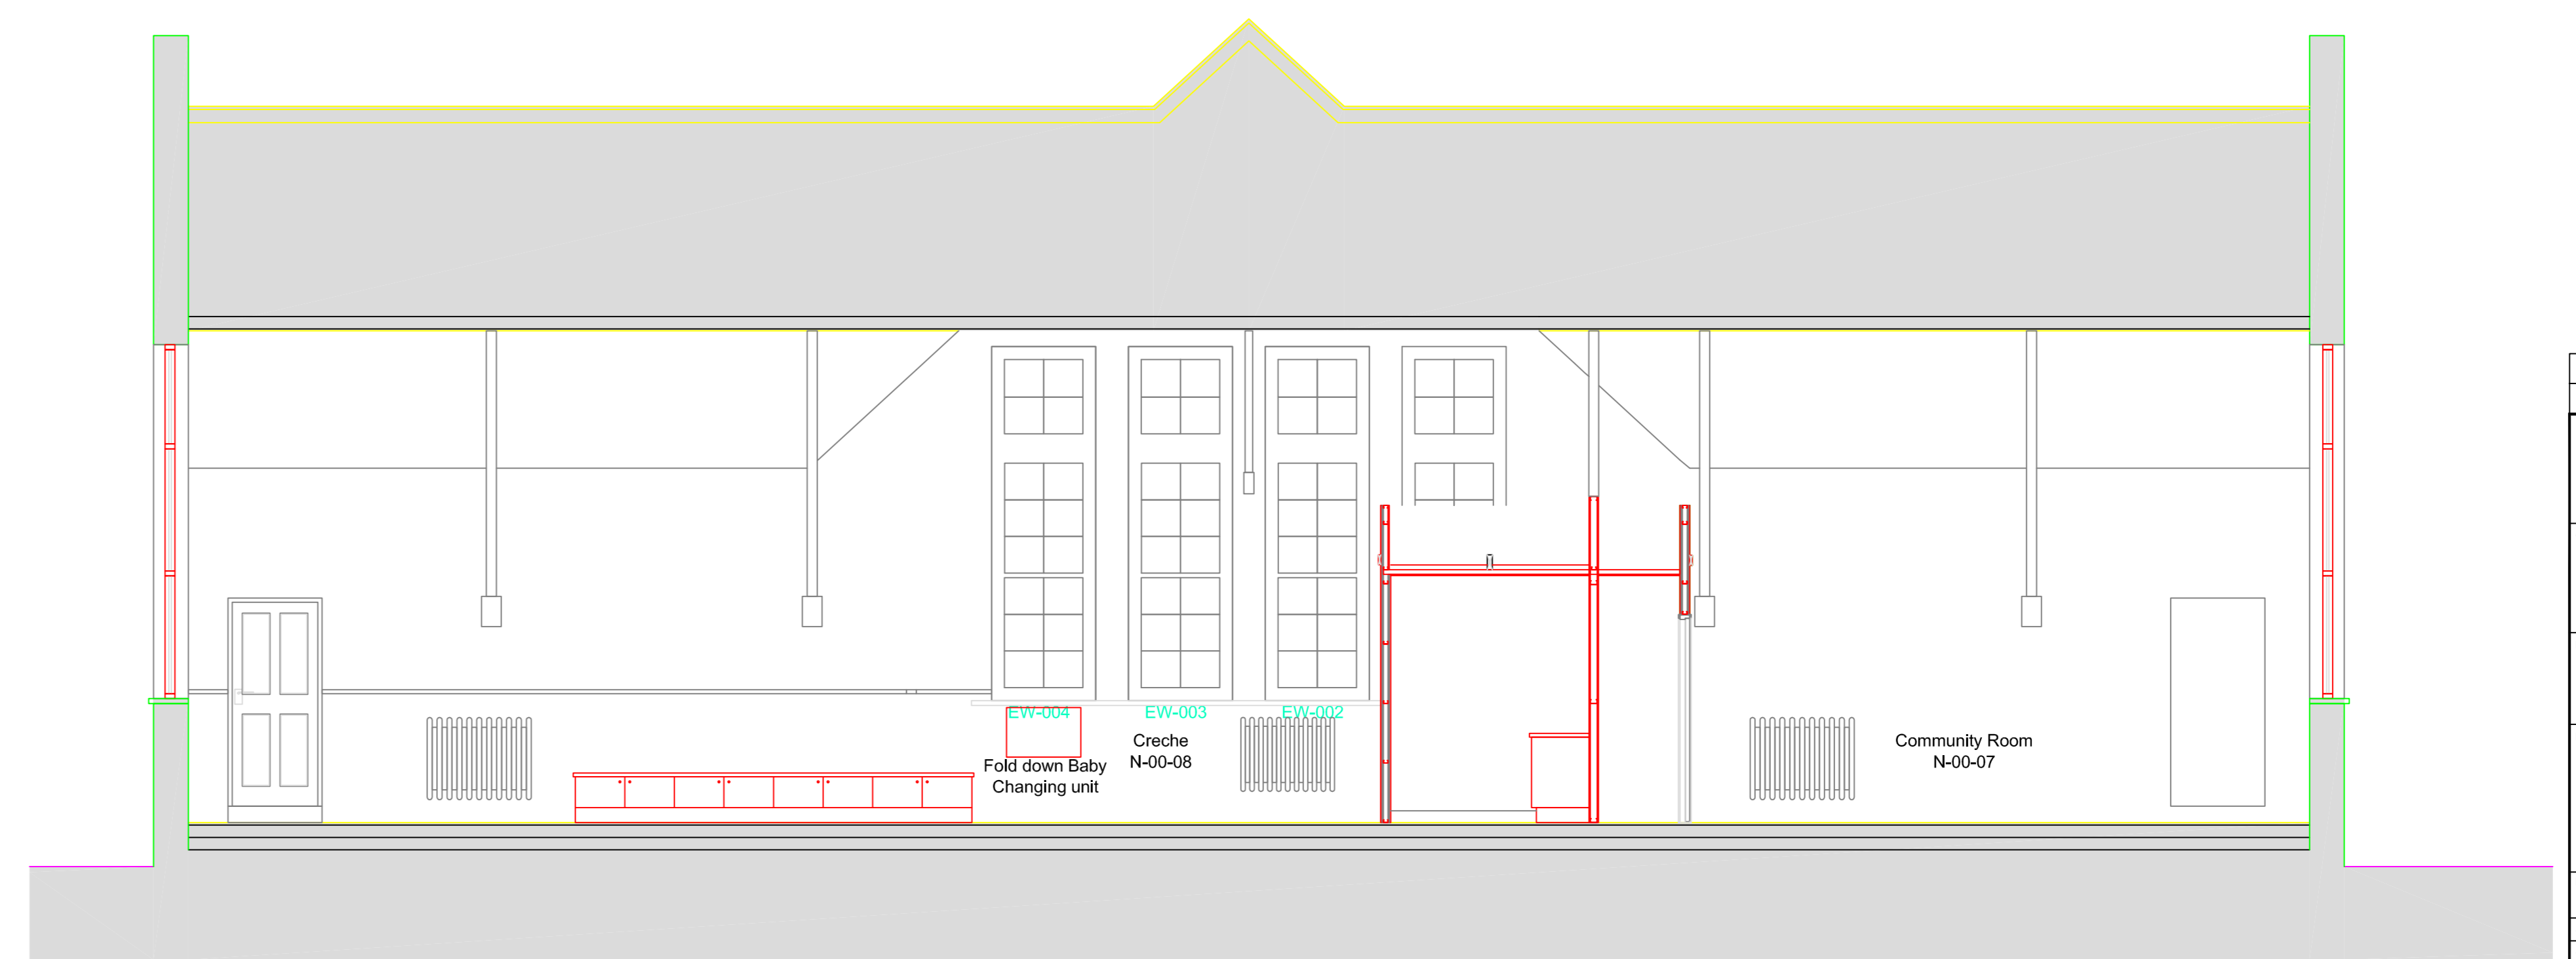 EW-004
EW-003
EW-002
Fold down Baby
Changing unit
Creche
N-00-08
Community Room
N-00-07